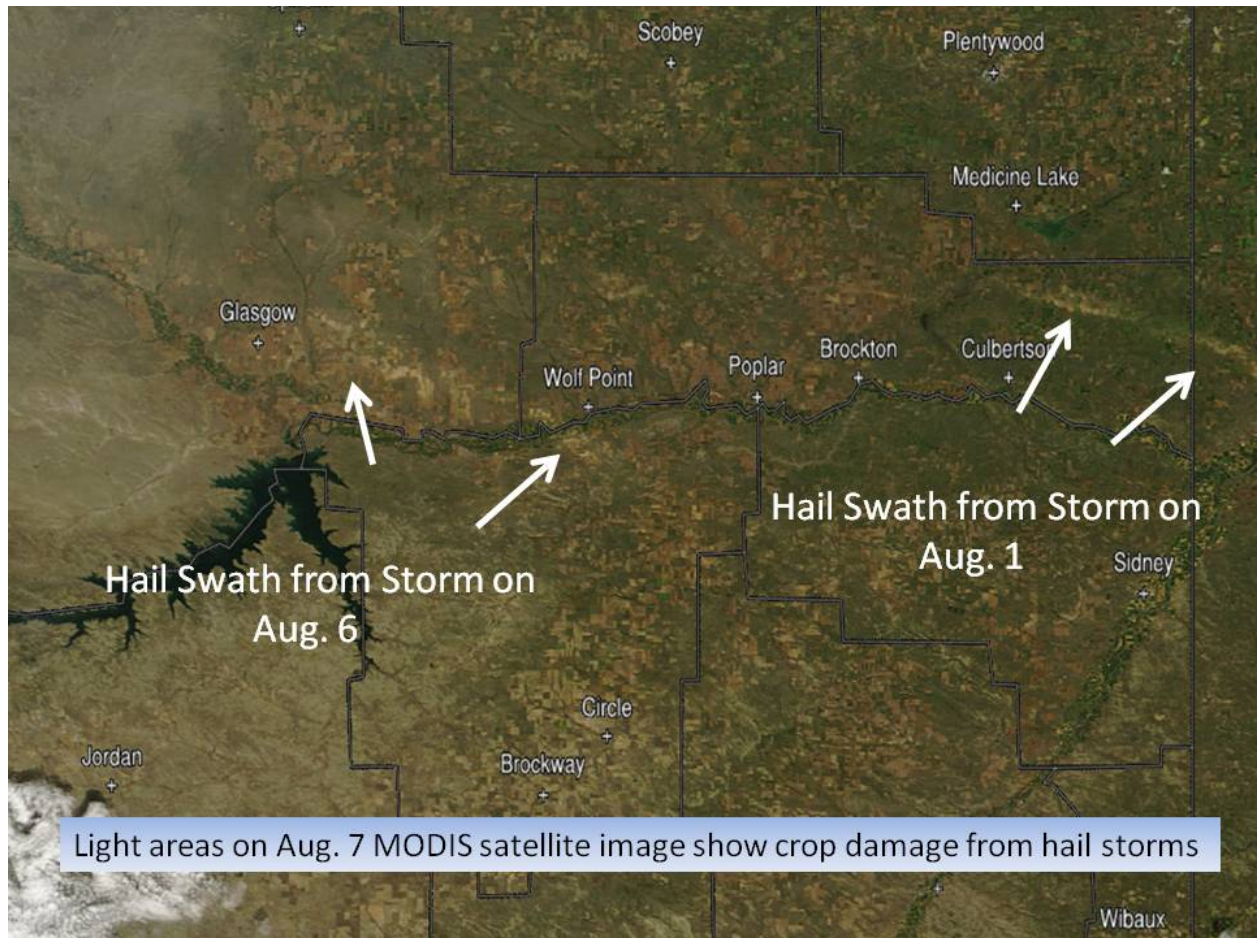 Scobey
Plentywood
Medicine Lake
Glasgow
Wolf Point
Poplar
Brockton
Culbertson
Hail Swath from Storm on
Aug. 1
Sidney
Hail Swath from Storm on
Aug. 6
Circle
Brockway
Jordan
Light areas on Aug. 7 MODIS satellite image show crop damage from hail storms
Wibaux